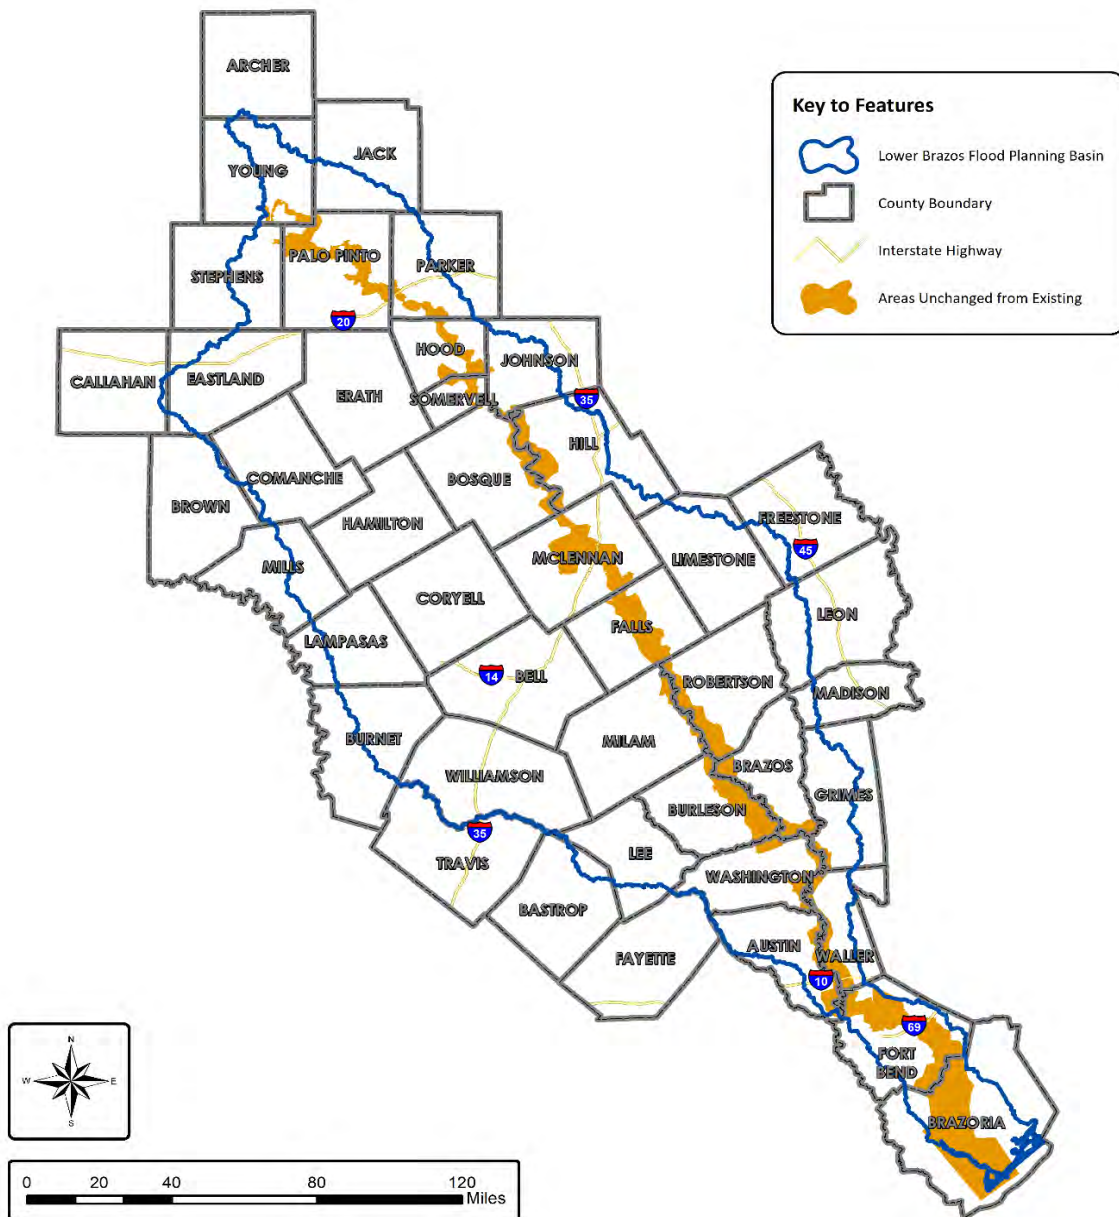 ARCHER
JACK
YOUNG
Key to Features
Lower Brazos Flood Planning Basin
County Boundary
Interstate Highway
Areas Unchanged from Existing
STEPHENS
PALO PINTO
PARKER
20
HOOD
JOHNSON
CALLAHAN
EASTLAND
ERATH
SOMERVELL
35
HILL
BOSQUE
COMANCHE
BROWN
HAMILTON
FREESTONE
45
MCLENNAN
LIMESTONE
MILLS
CORYELL
LEON
FALLS
LAMPASAS
14
BELL
ROBERTSON
MADISON
BURNET
MILAM
WILLIAMSON
BRAZOS
GRIMES
BURLESON
35
TRAVIS
LEE
WASHINGTON
BASTROP
AUSTIN
FAYETTE
WALLER
10
69
FORT
BEND
BRAZORIA
N
W E
S
0 20 40 80 120
Miles